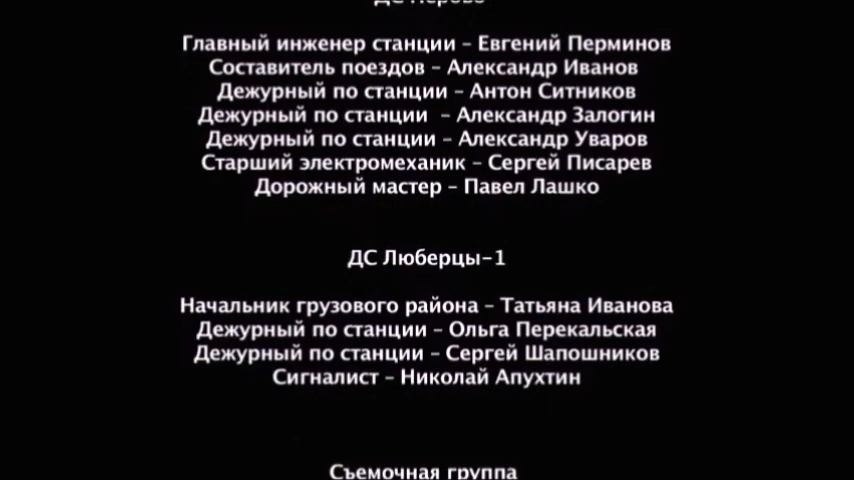 ДС Перово
Главный инженер станции – Евгений Перминов
Составитель поездов – Александр Иванов
Дежурный по станции – Антон Ситников
Дежурный по станции – Александр Залогин
Дежурный по станции – Александр Уваров
Старший электромеханик – Сергей Писарев
Дорожный мастер – Павел Лашко
ДС Люберцы-1
Начальник грузового района – Татьяна Иванова
Дежурный по станции – Ольга Перекальская
Дежурный по станции – Сергей Шапошников
Сигналист – Николай Апухтин
Съемочная группа